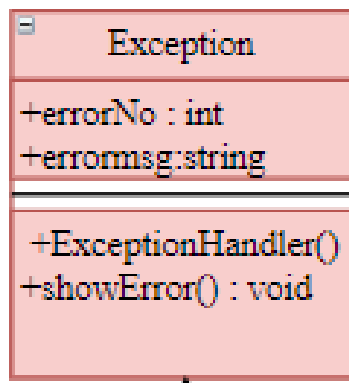 Exception
+errorNo : int
+errormsg:string
+ExceptionHandler()
+showError() : void